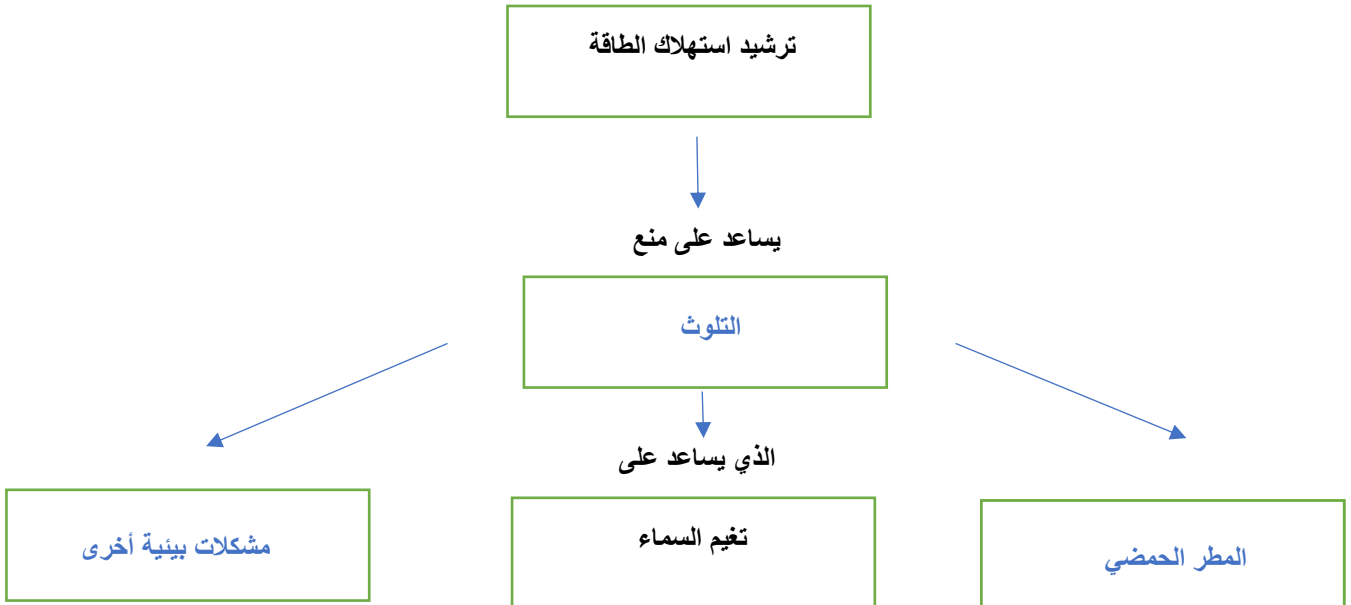 ترشيد استهلاك الطاقة
يساعد على منع
التلوث
الذي يساعد على
المطر الحمضي
تغيم السماء
مشكلات بيئية أخرى